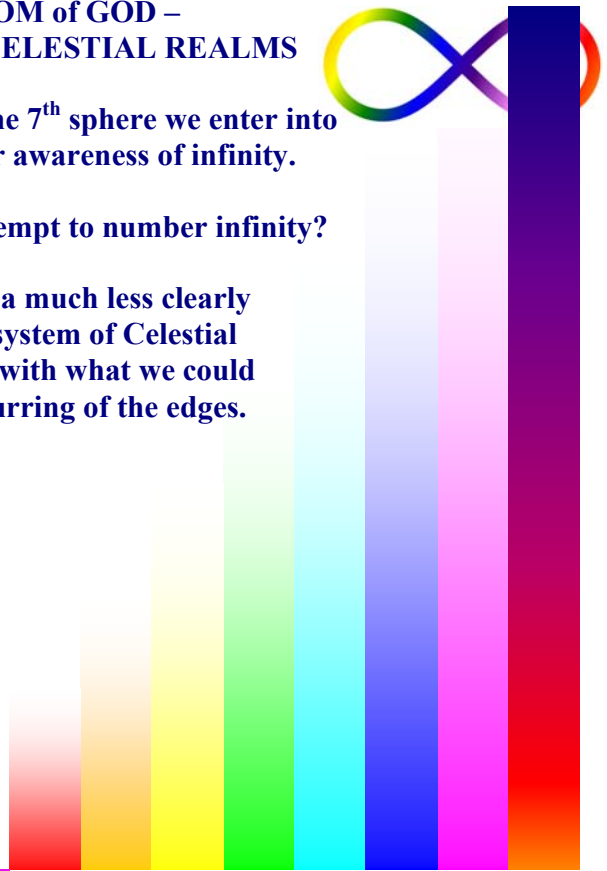 OM of GOD –
ELESTIAL REALMS
ne 7th sphere we enter into
r awareness of infinity.
empt to number infinity?
a much less clearly
system of Celestial
with what we could
urring of the edges.